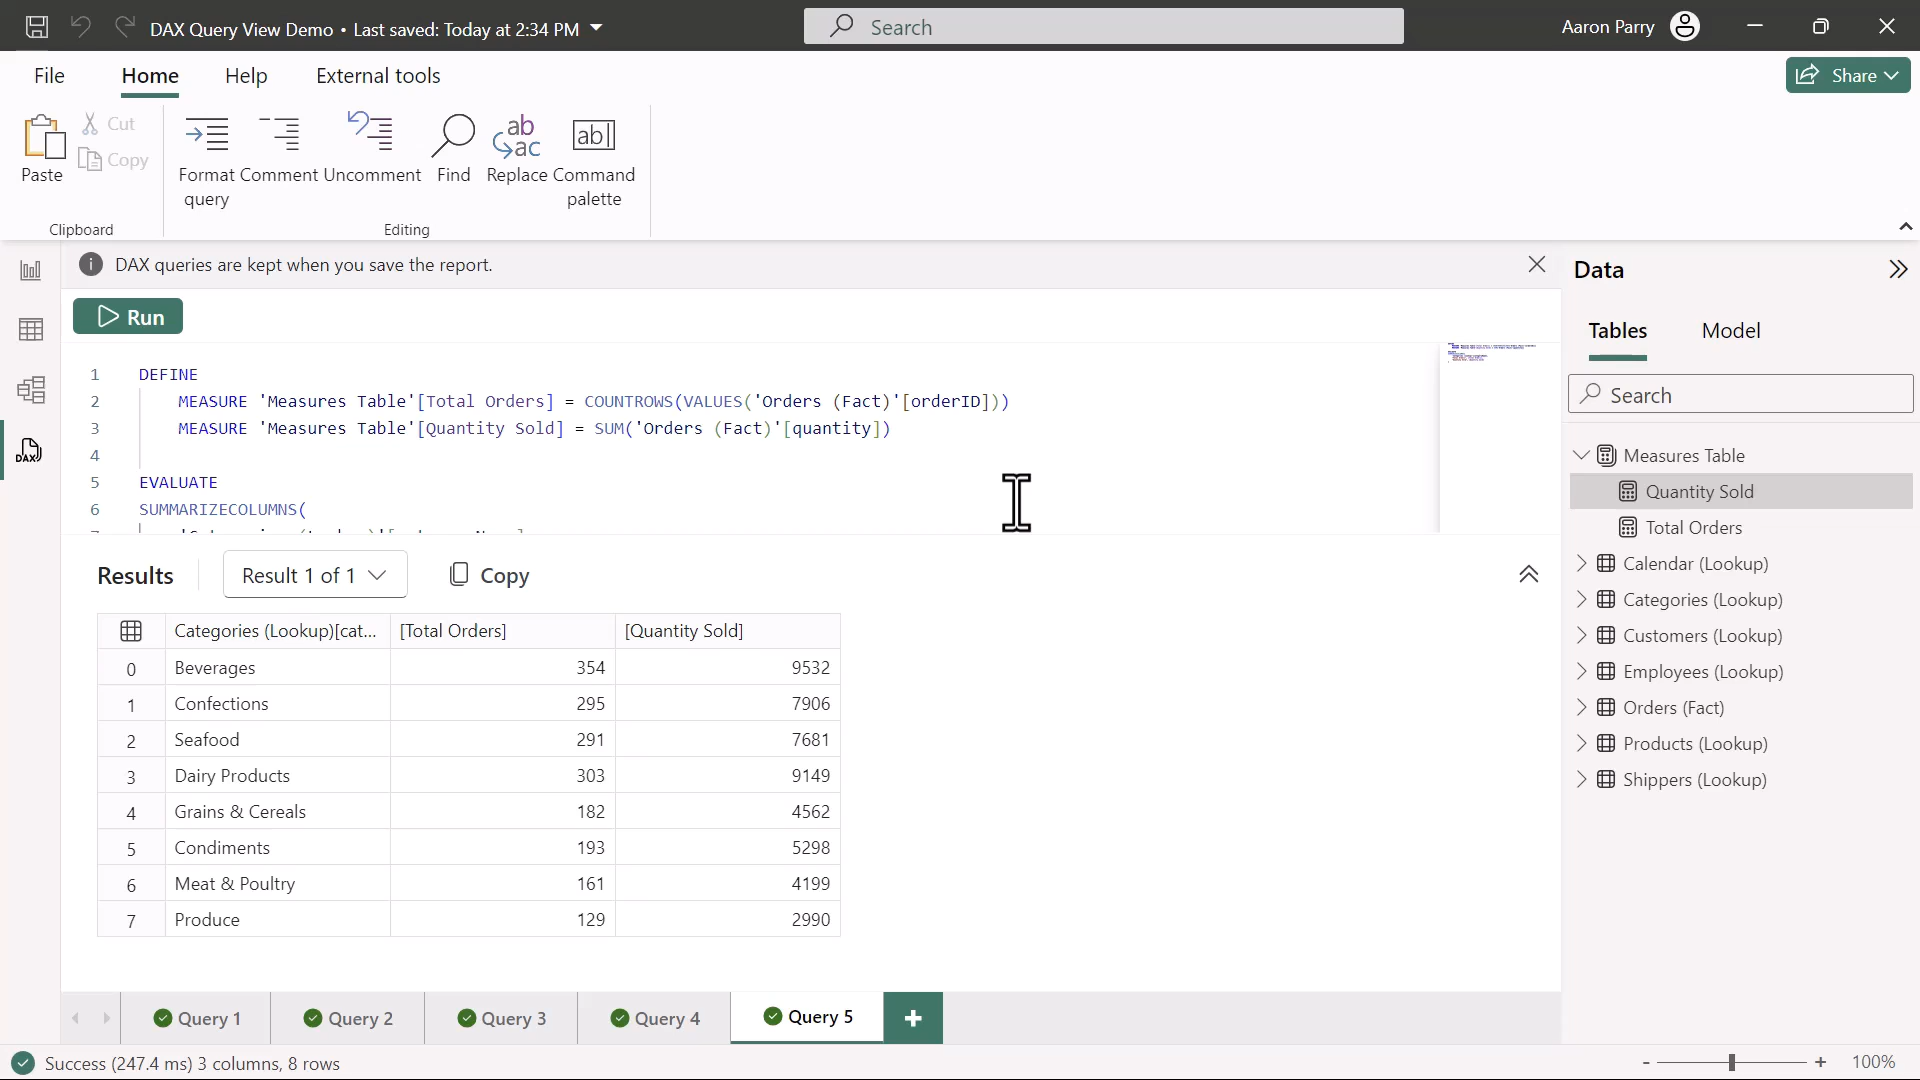 DAX Query View Demo • Last saved: Today at 2:34 PM
Search
Aaron Parry
File
Home
Help
External tools
Share
Paste
Cut
Copy
Clipboard
Format query
Comment
Uncomment
Find
Replace
Command palette
Editing
DAX queries are kept when you save the report.
Run
1 DEFINE
2 MEASURE 'Measures Table'[Total Orders] = COUNTROWS(VALUES('Orders (Fact)'[orderID]))
3 MEASURE 'Measures Table'[Quantity Sold] = SUM('Orders (Fact)'[quantity])
4
5 EVALUATE
6 SUMMARIZECOLUMNS(
Results
Result 1 of 1
Copy
Categories (Lookup)[cat... [Total Orders] [Quantity Sold]
0 Beverages 354 9532
1 Confections 295 7906
2 Seafood 291 7681
3 Dairy Products 303 9149
4 Grains & Cereals 182 4562
5 Condiments 193 5298
6 Meat & Poultry 161 4199
7 Produce 129 2990
Query 1
Query 2
Query 3
Query 4
Query 5
Success (247.4 ms) 3 columns, 8 rows
Data
Tables
Model
Search
Measures Table
Quantity Sold
Total Orders
Calendar (Lookup)
Categories (Lookup)
Customers (Lookup)
Employees (Lookup)
Orders (Fact)
Products (Lookup)
Shippers (Lookup)
DAX
100%